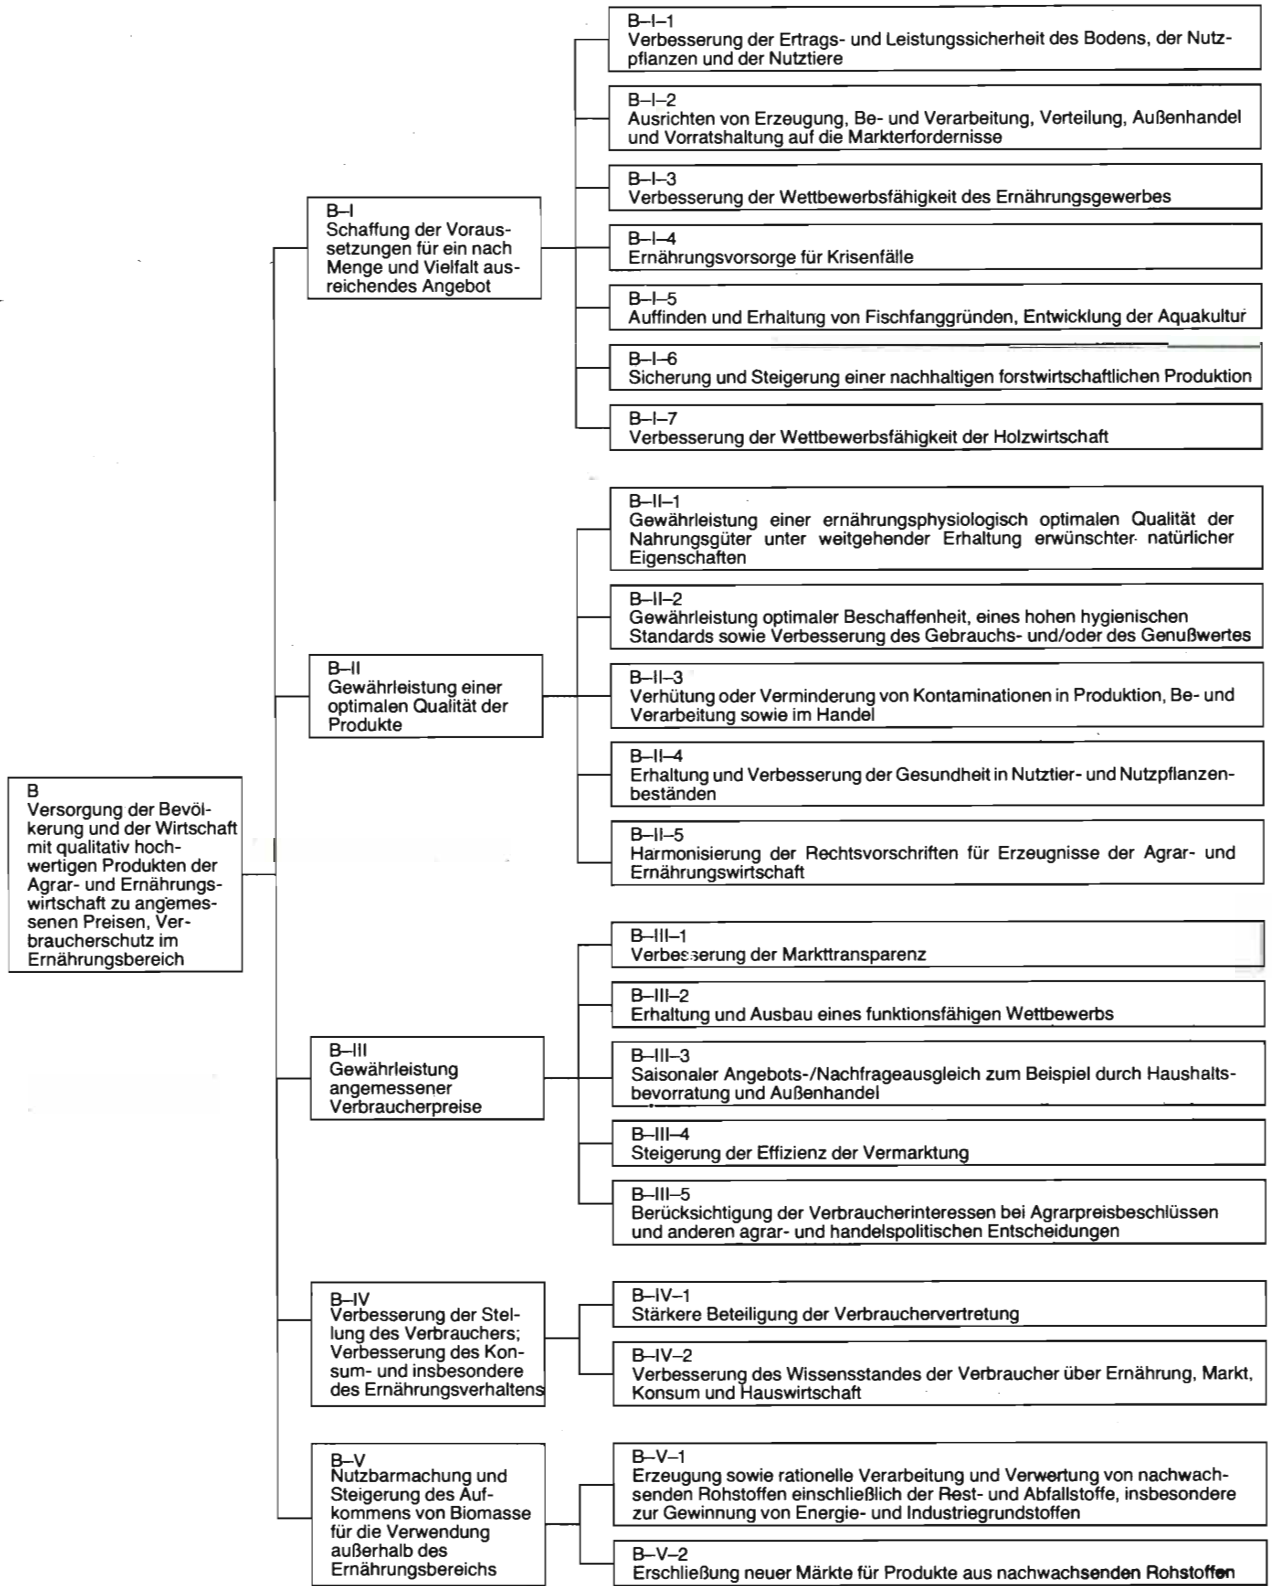 B
Versorgung der Bevöl-
kerung und der Wirtschaft
mit qualitativ hoch-
wertigen Produkten der
Agrar- und Ernährungs-
wirtschaft zu angemes-
senen Preisen, Ver-
braucherschutz im
Ernährungsbereich
B–I
Schaffung der Voraus-
setzungen für ein nach
Menge und Vielfalt aus-
reichendes Angebot
B–I–1
Verbesserung der Ertrags- und Leistungssicherheit des Bodens, der Nutz-
pflanzen und der Nutztiere
B–I–2
Ausrichten von Erzeugung, Be- und Verarbeitung, Verteilung, Außenhandel
und Vorratshaltung auf die Markterfordernisse
B–I–3
Verbesserung der Wettbewerbsfähigkeit des Ernährungsgewerbes
B–I–4
Ernährungsvorsorge für Krisenfälle
B–I–5
Auffinden und Erhaltung von Fischfanggründen, Entwicklung der Aquakultur
B–I–6
Sicherung und Steigerung einer nachhaltigen forstwirtschaftlichen Produktion
B–I–7
Verbesserung der Wettbewerbsfähigkeit der Holzwirtschaft
B–II
Gewährleistung einer
optimalen Qualität der
Produkte
B–II–1
Gewährleistung einer ernährungsphysiologisch optimalen Qualität der
Nahrungsgüter unter weitgehender Erhaltung erwünschter natürlicher
Eigenschaften
B–II–2
Gewährleistung optimaler Beschaffenheit, eines hohen hygienischen
Standards sowie Verbesserung des Gebrauchs- und/oder des Genußwertes
B–II–3
Verhütung oder Verminderung von Kontaminationen in Produktion, Be- und
Verarbeitung sowie im Handel
B–II–4
Erhaltung und Verbesserung der Gesundheit in Nutztier- und Nutzpflanzen-
beständen
B–II–5
Harmonisierung der Rechtsvorschriften für Erzeugnisse der Agrar- und
Ernährungswirtschaft
B–III
Gewährleistung
angemessener
Verbraucherpreise
B–III–1
Verbesserung der Markttransparenz
B–III–2
Erhaltung und Ausbau eines funktionsfähigen Wettbewerbs
B–III–3
Saisonaler Angebots-/Nachfrageausgleich zum Beispiel durch Haushalts-
bevorratung und Außenhandel
B–III–4
Steigerung der Effizienz der Vermarktung
B–III–5
Berücksichtigung der Verbraucherinteressen bei Agrarpreisbeschlüssen
und anderen agrar- und handelspolitischen Entscheidungen
B–IV
Verbesserung der Stel-
lung des Verbrauchers;
Verbesserung des Kon-
sum- und insbesondere
des Ernährungsverhaltens
B–IV–1
Stärkere Beteiligung der Verbrauchervertretung
B–IV–2
Verbesserung des Wissensstandes der Verbraucher über Ernährung, Markt,
Konsum und Hauswirtschaft
B–V
Nutzbarmachung und
Steigerung des Auf-
kommens von Biomasse
für die Verwendung
außerhalb des
Ernährungsbereichs
B–V–1
Erzeugung sowie rationelle Verarbeitung und Verwertung von nachwach-
senden Rohstoffen einschließlich der Rest- und Abfallstoffe, insbesondere
zur Gewinnung von Energie- und Industriegrundstoffen
B–V–2
Erschließung neuer Märkte für Produkte aus nachwachsenden Rohstoffen